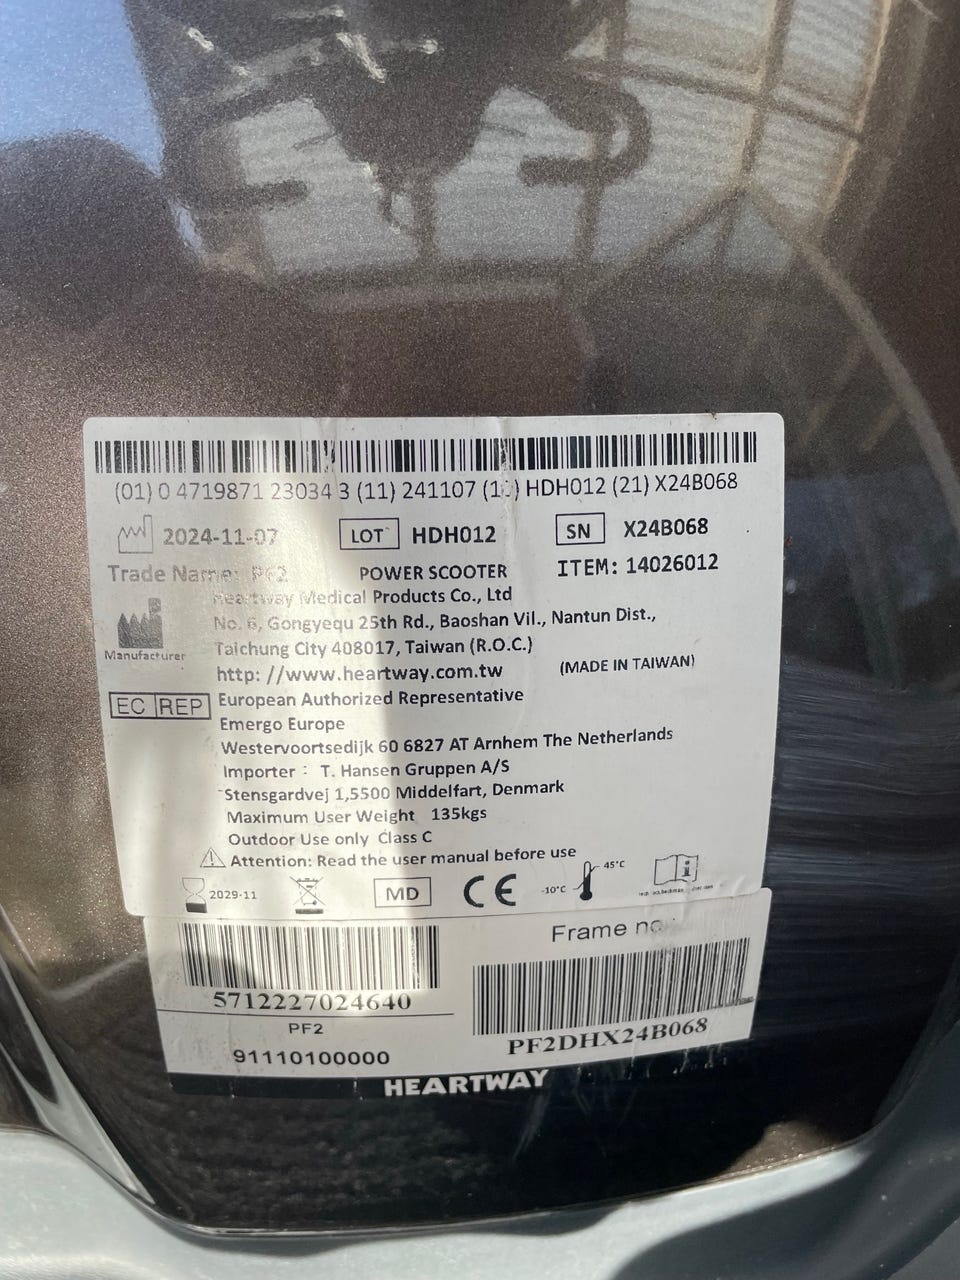 (01) 0 4719871 23034 3 (11) 241107 (10) HDH012 (21) X24B068
2024-11-07 LOT HDH012 SN X24B068
Trade Name: PF2 POWER SCOOTER ITEM: 14026012
Heartway Medical Products Co., Ltd
No. 6, Gongyequ 25th Rd., Baoshan Vil., Nantun Dist.,
Taichung City 408017, Taiwan (R.O.C.)
Manufacturer
http: //www.heartway.com.tw (MADE IN TAIWAN)
EC REP European Authorized Representative
Emergo Europe
Westervoortsedijk 60 6827 AT Arnhem The Netherlands
Importer : T. Hansen Gruppen A/S
Stensgardvej 1,5500 Middelfart, Denmark
Maximum User Weight 135kgs
Outdoor Use only Class C
Attention: Read the user manual before use
2029-11 MD CE -10°C 45°C
Frame no
5712227024640
PF2
91110100000
PF2DHX24B068
HEARTWAY